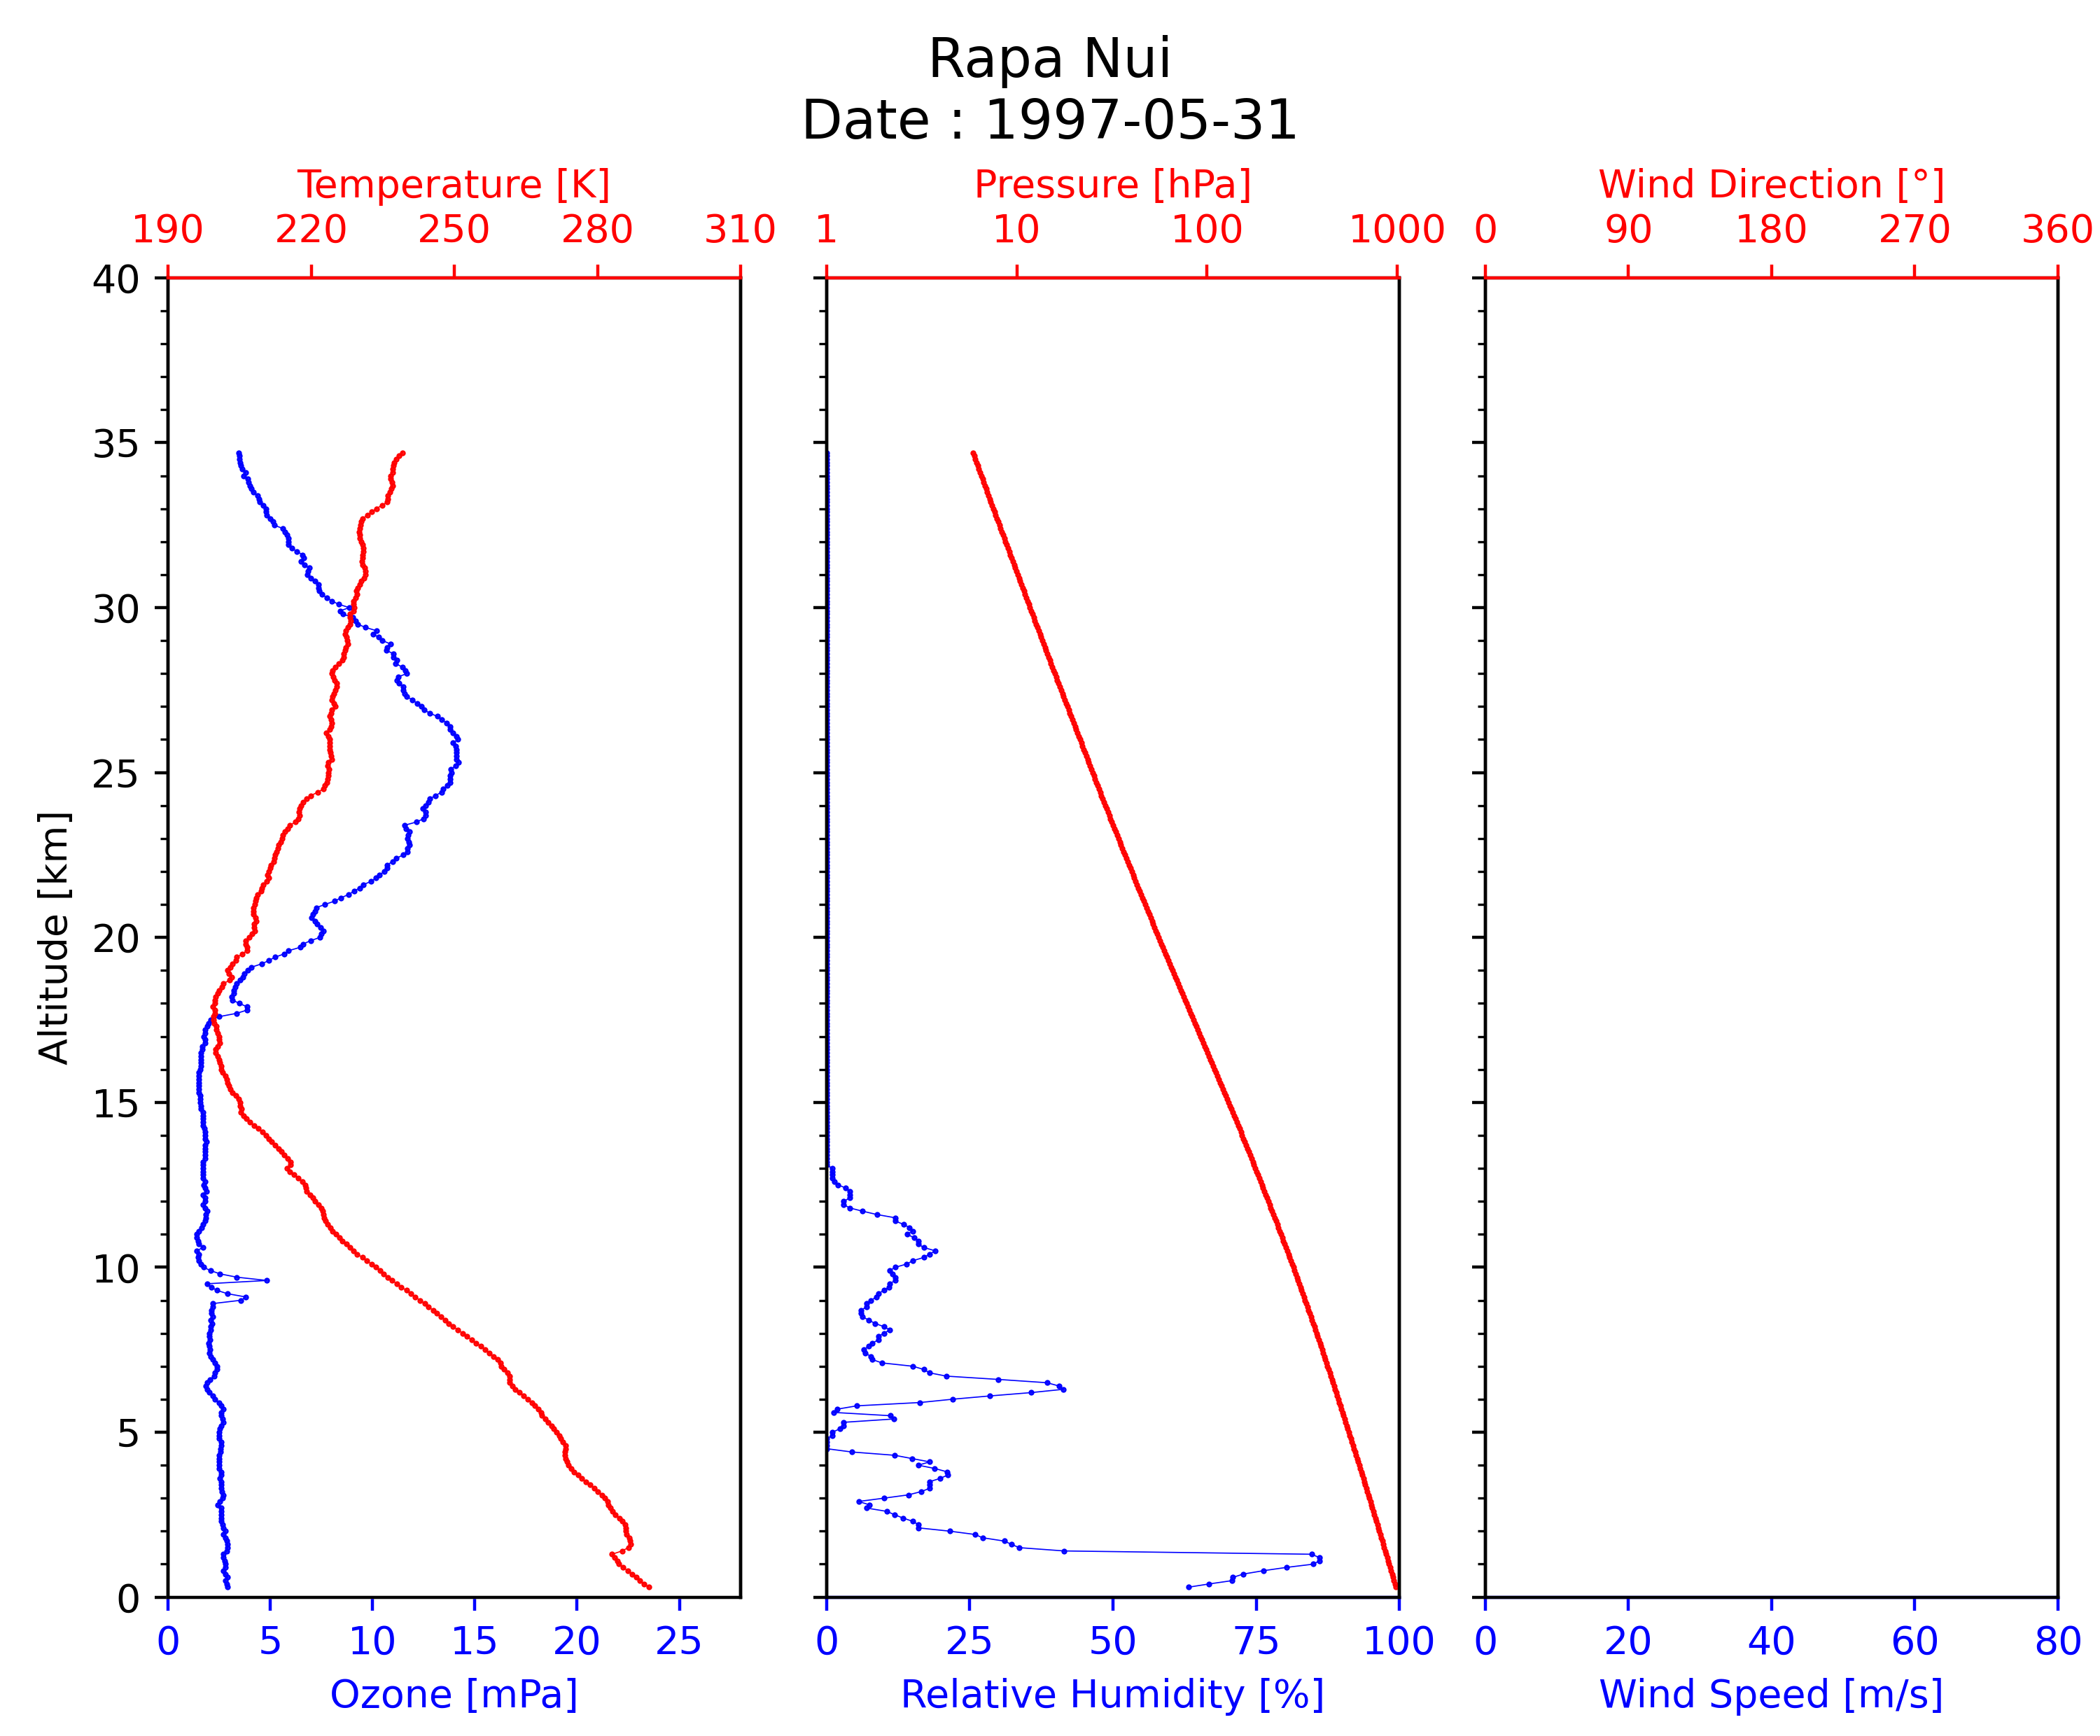 Rapa Nui
Date : 1997-05-31
Temperature [K]
190 220 250 280 310
Pressure [hPa]
1 10 100 1000
Wind Direction [°]
0 90 180 270 360
Altitude [km]
40
35
30
25
20
15
10
5
0
0 5 10 15 20 25
Ozone [mPa]
0 25 50 75 100
Relative Humidity [%]
0 20 40 60 80
Wind Speed [m/s]